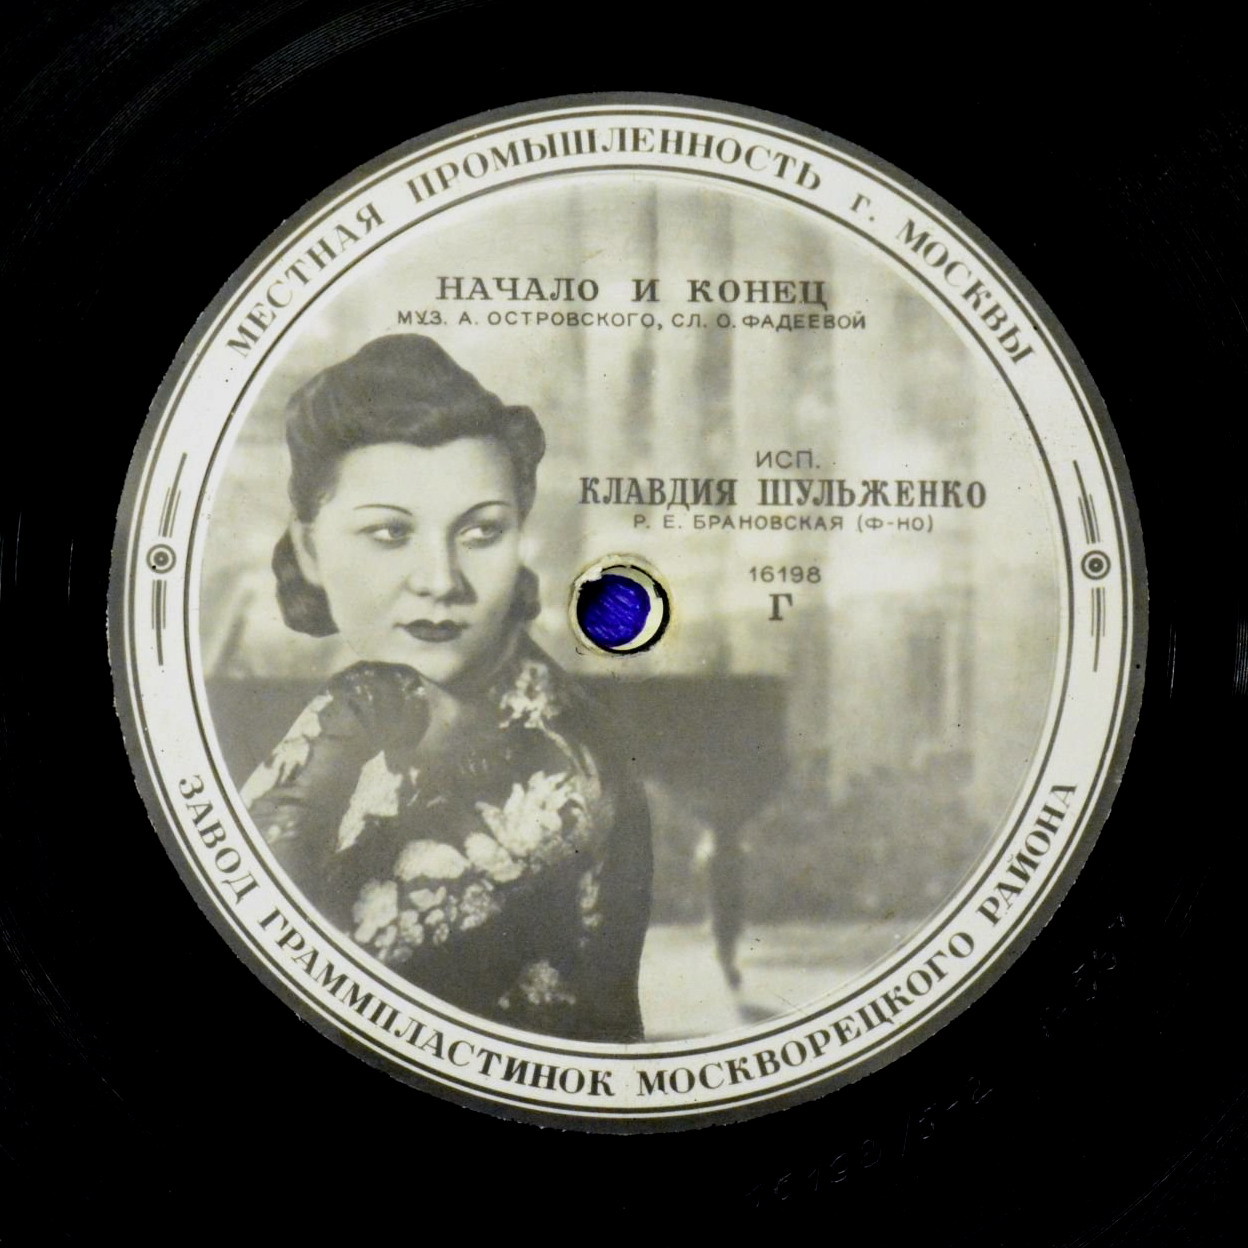 МЕСТНАЯ ПРОМЫШЛЕННОСТЬ г. МОСКВЫ
НАЧАЛО И КОНЕЦ
МУЗ. А. ОСТРОВСКОГО, СЛ. О. ФАДЕЕВОЙ
ИСП.
КЛАВДИЯ ШУЛЬЖЕНКО
Р. Е. БРАНОВСКАЯ (Ф-НО)
16198
Г
ЗАВОД ГРАММПЛАСТИНОК МОСКВОРЕЦКОГО РАЙОНА